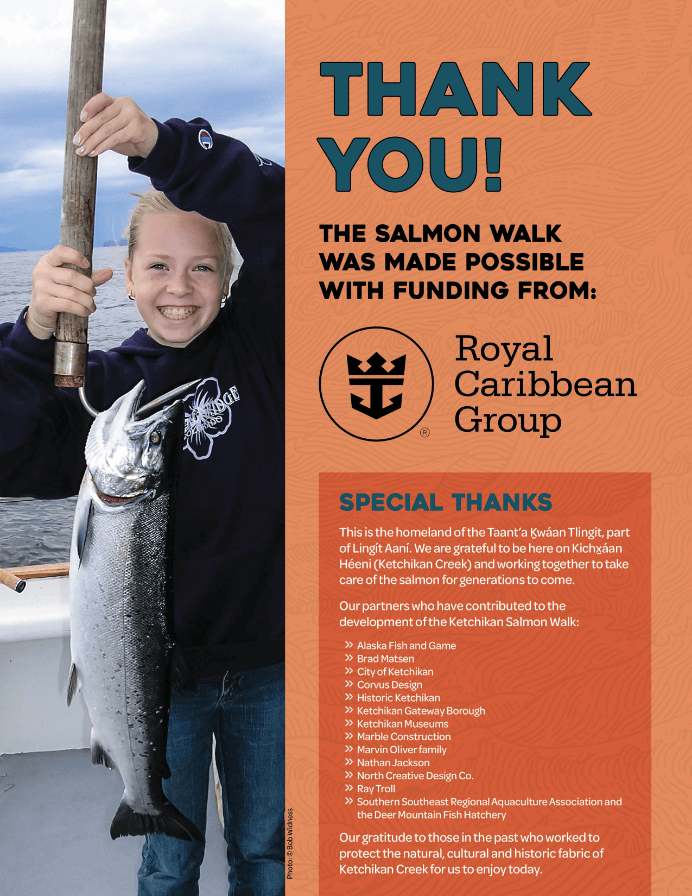 THANK
YOU!
THE SALMON WALK
WAS MADE POSSIBLE
WITH FUNDING FROM:
Royal
Caribbean
Group
®
SPECIAL THANKS
This is the homeland of the Taant’a Ḵwáan Tlingit, part
of Lingít Aaní. We are grateful to be here on Kichx̱áan
Héeni (Ketchikan Creek) and working together to take
care of the salmon for generations to come.
Our partners who have contributed to the
development of the Ketchikan Salmon Walk:
» Alaska Fish and Game
» Brad Matsen
» City of Ketchikan
» Corvus Design
» Historic Ketchikan
» Ketchikan Gateway Borough
» Ketchikan Museums
» Marble Construction
» Marvin Oliver family
» Nathan Jackson
» North Creative Design Co.
» Ray Troll
» Southern Southeast Regional Aquaculture Association and
the Deer Mountain Fish Hatchery
Our gratitude to those in the past who worked to
protect the natural, cultural and historic fabric of
Ketchikan Creek for us to enjoy today.
Photo: © Bob Widness